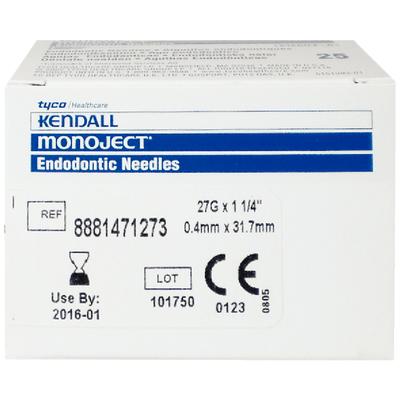 25
tyco / Healthcare
KENDALL
MONOJECT®
Endodontic Needles
27G x 1 1/4"
0.4mm x 31.7mm
REF 8881471273
LOT
101750
CE
0123
0805
Use By:
2016-01